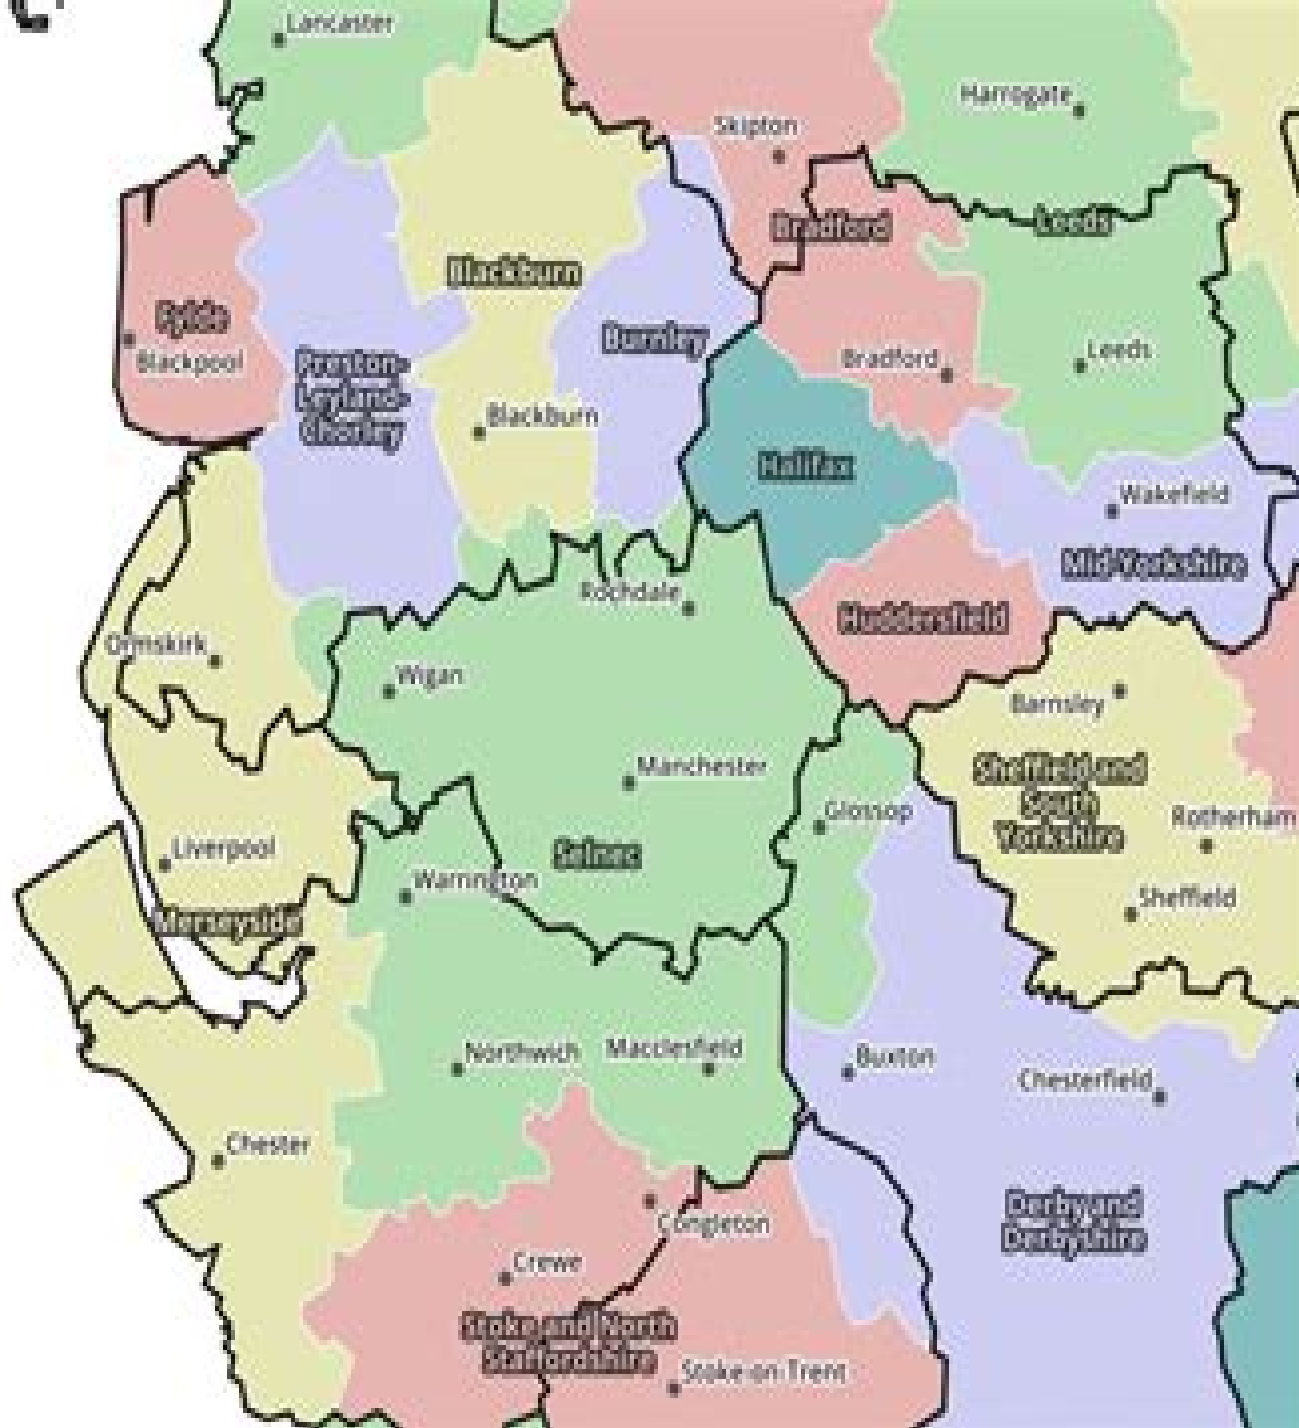 Lancaster
Harrogate
Skipton
Bradford
Leeds
Blackburn
Fylde
Burnley
Blackpool
Preston-
Leyland-
Chorley
Bradford
Leeds
Blackburn
Halifax
Wakefield
Mid-Yorkshire
Rochdale
Huddersfield
Ormskirk
Wigan
Barnsley
Manchester
Sheffield and
South
Yorkshire
Glossop
Rotherham
Liverpool
Selnec
Warrington
Sheffield
Merseyside
Northwich
Macclesfield
Buxton
Chesterfield
Chester
Derby and
Derbyshire
Congleton
Crewe
Stoke and North
Staffordshire
Stoke on Trent